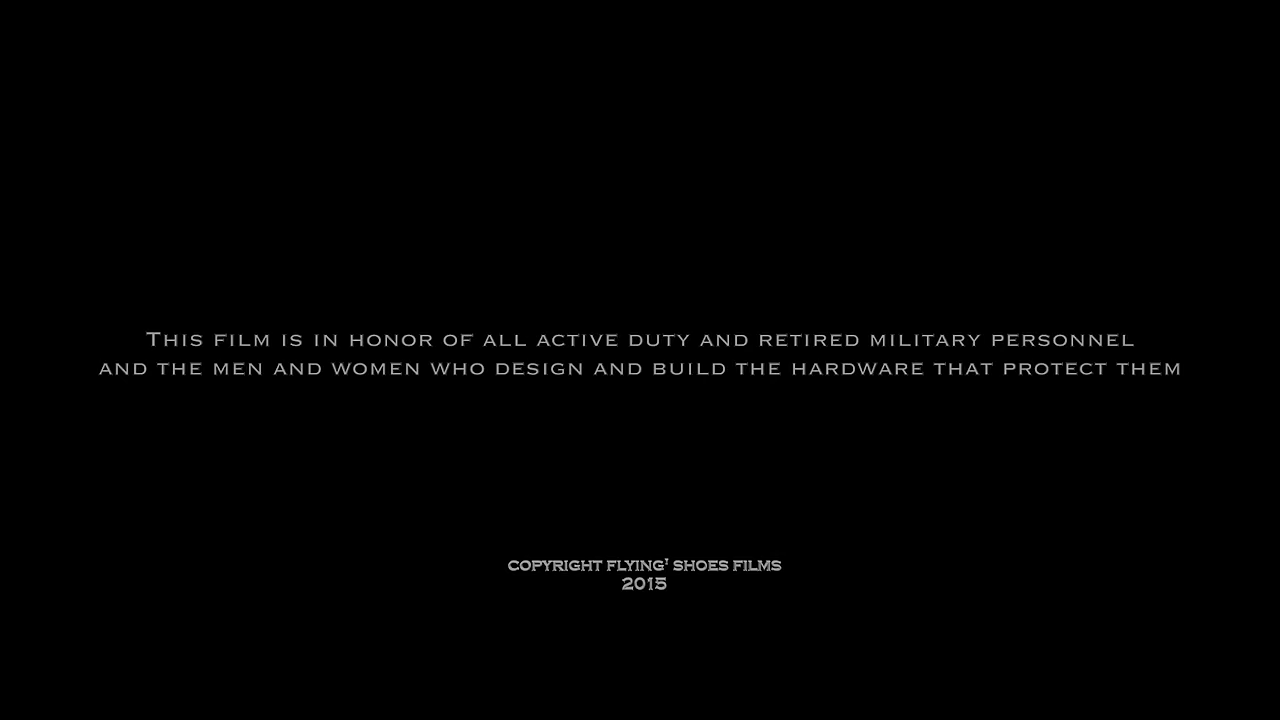 This film is in honor of all active duty and retired military personnel
and the men and women who design and build the hardware that protect them
COPYRIGHT FLYING' SHOES FILMS
2015